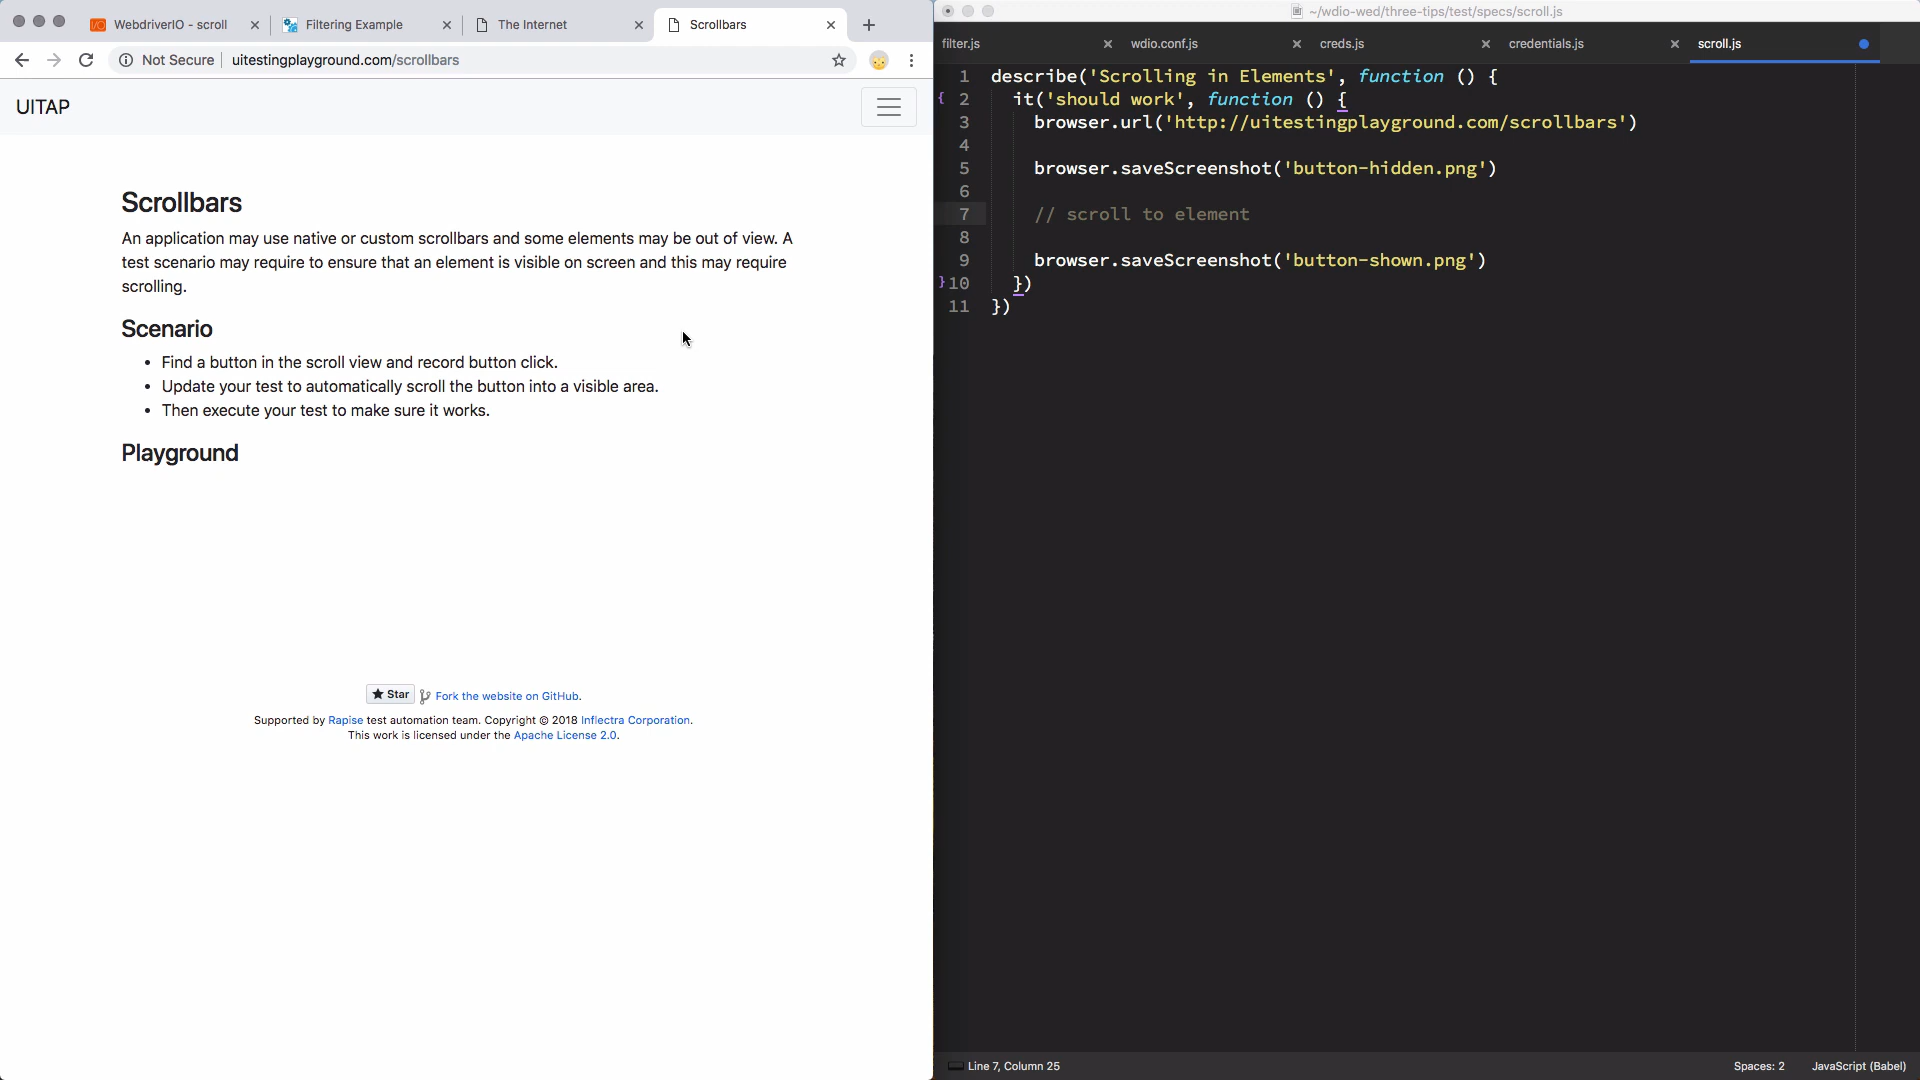 WebdriverIO - scroll
Filtering Example
The Internet
Scrollbars
Not Secure
uitestingplayground.com/scrollbars
UITAP
Scrollbars
An application may use native or custom scrollbars and some elements may be out of view. A
test scenario may require to ensure that an element is visible on screen and this may require
scrolling.
Scenario
• Find a button in the scroll view and record button click.
• Update your test to automatically scroll the button into a visible area.
• Then execute your test to make sure it works.
Playground
Star
Fork the website on GitHub.
Supported by Rapise test automation team. Copyright © 2018 Inflectra Corporation.
This work is licensed under the Apache License 2.0.
~/wdio-wed/three-tips/test/specs/scroll.js
filter.js
wdio.conf.js
creds.js
credentials.js
scroll.js
1 describe('Scrolling in Elements', function () {
{ 2 it('should work', function () {
3 browser.url('http://uitestingplayground.com/scrollbars')
4
5 browser.saveScreenshot('button-hidden.png')
6
7 // scroll to element
8
9 browser.saveScreenshot('button-shown.png')
} 10 })
11 })
Line 7, Column 25
Spaces: 2
JavaScript (Babel)